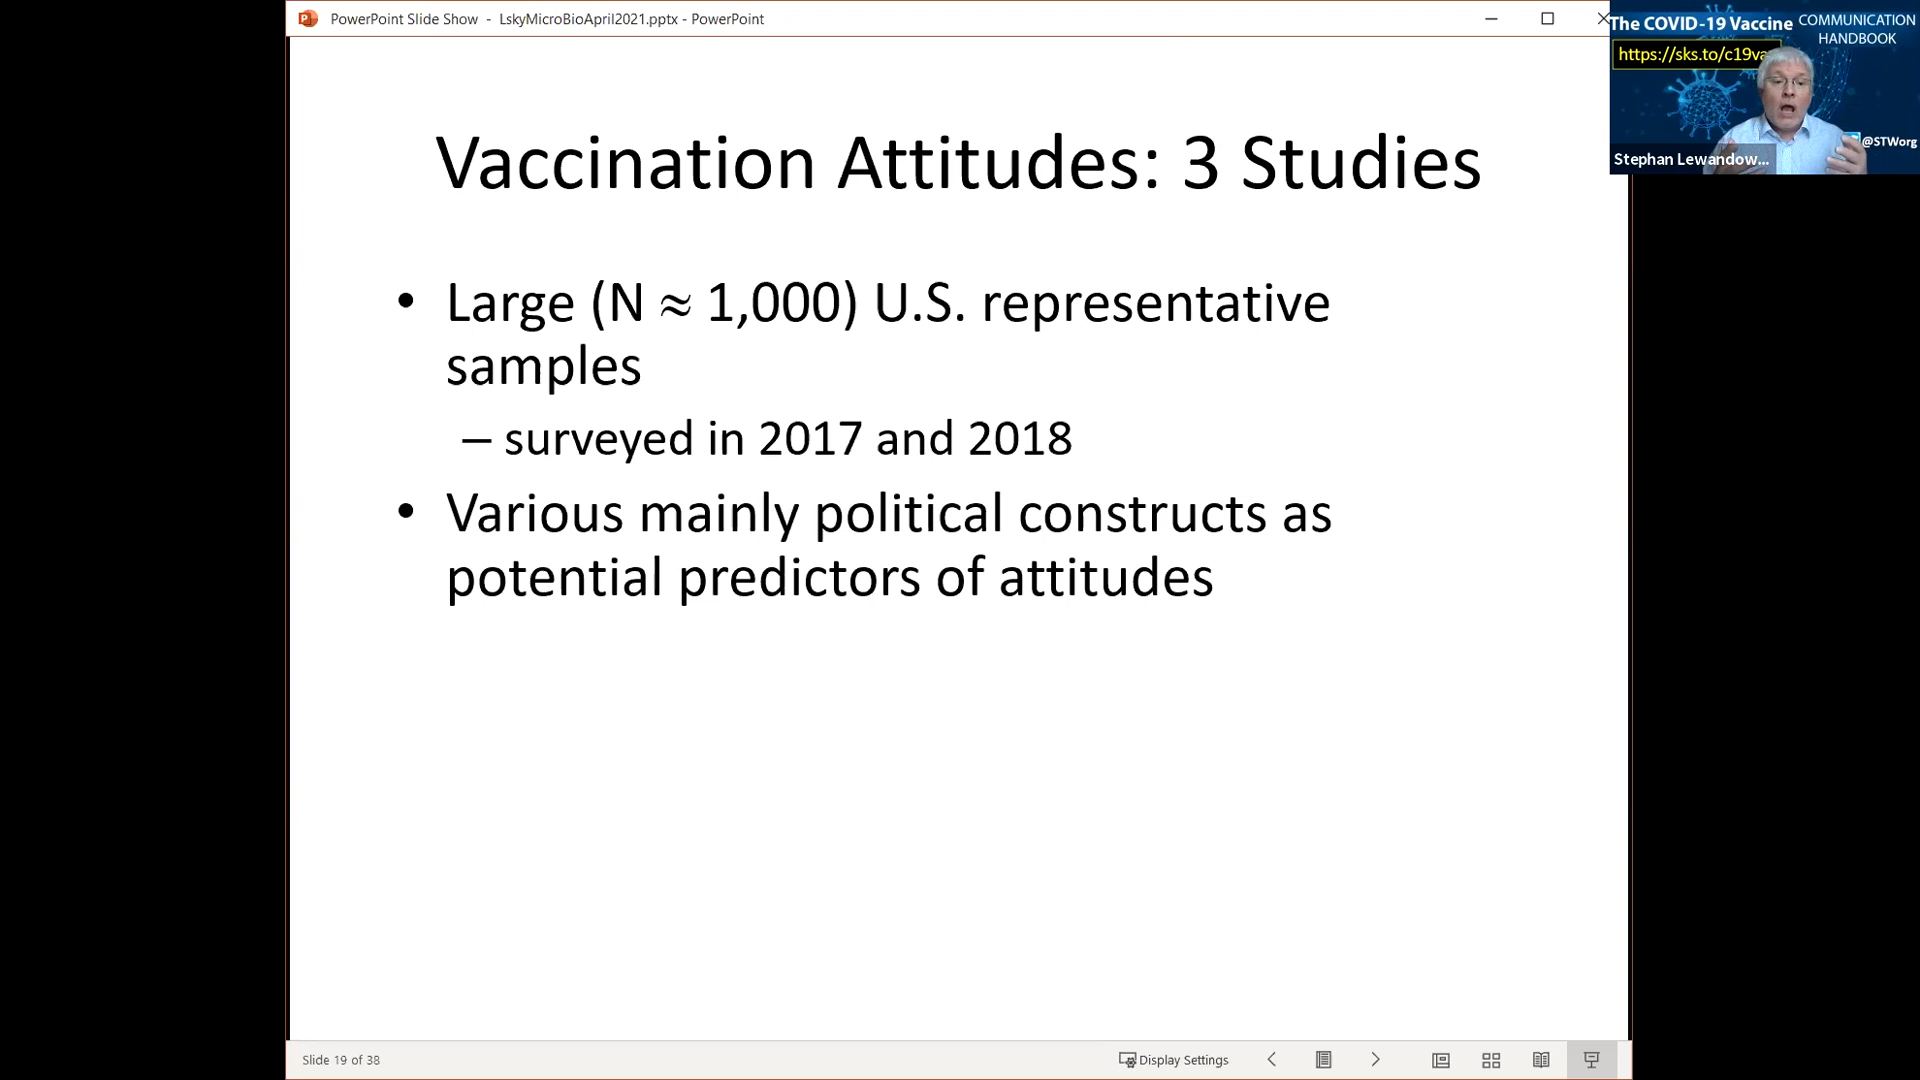 PowerPoint Slide Show - LskyMicroBioApril2021.pptx - PowerPoint
The COVID-19 Vaccine COMMUNICATION
HANDBOOK
https://sks.to/c19va
@STWorg
Stephan Lewandow...
Vaccination Attitudes: 3 Studies
• Large (N ≈ 1,000) U.S. representative
samples
– surveyed in 2017 and 2018
• Various mainly political constructs as
potential predictors of attitudes
Slide 19 of 38
Display Settings